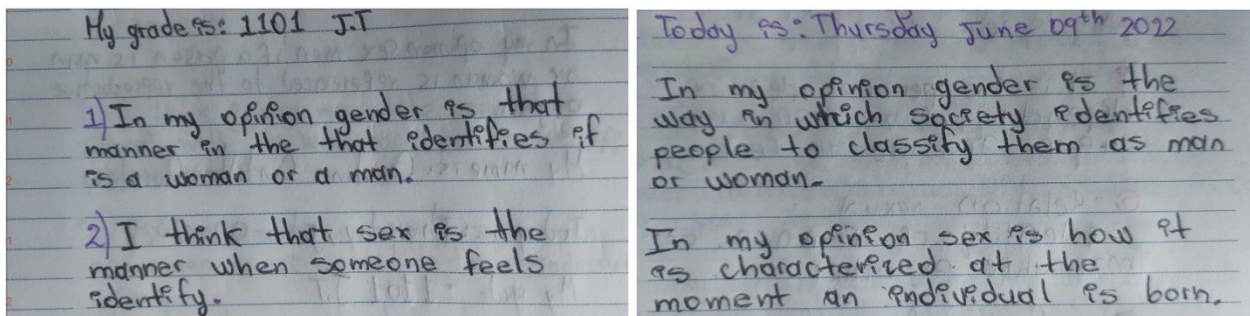 My grade is: 1101 J.T
1) In my opinion gender is that
manner in the that identifies if
is a woman or a man.
2) I think that sex is the
manner when someone feels
identify.
Today is: Thursday June 09th 2022
In my opinion gender is the
way in which society identifies
people to classify them as man
or woman.
In my opinion sex is how it
is characterized at the
moment an individual is born.